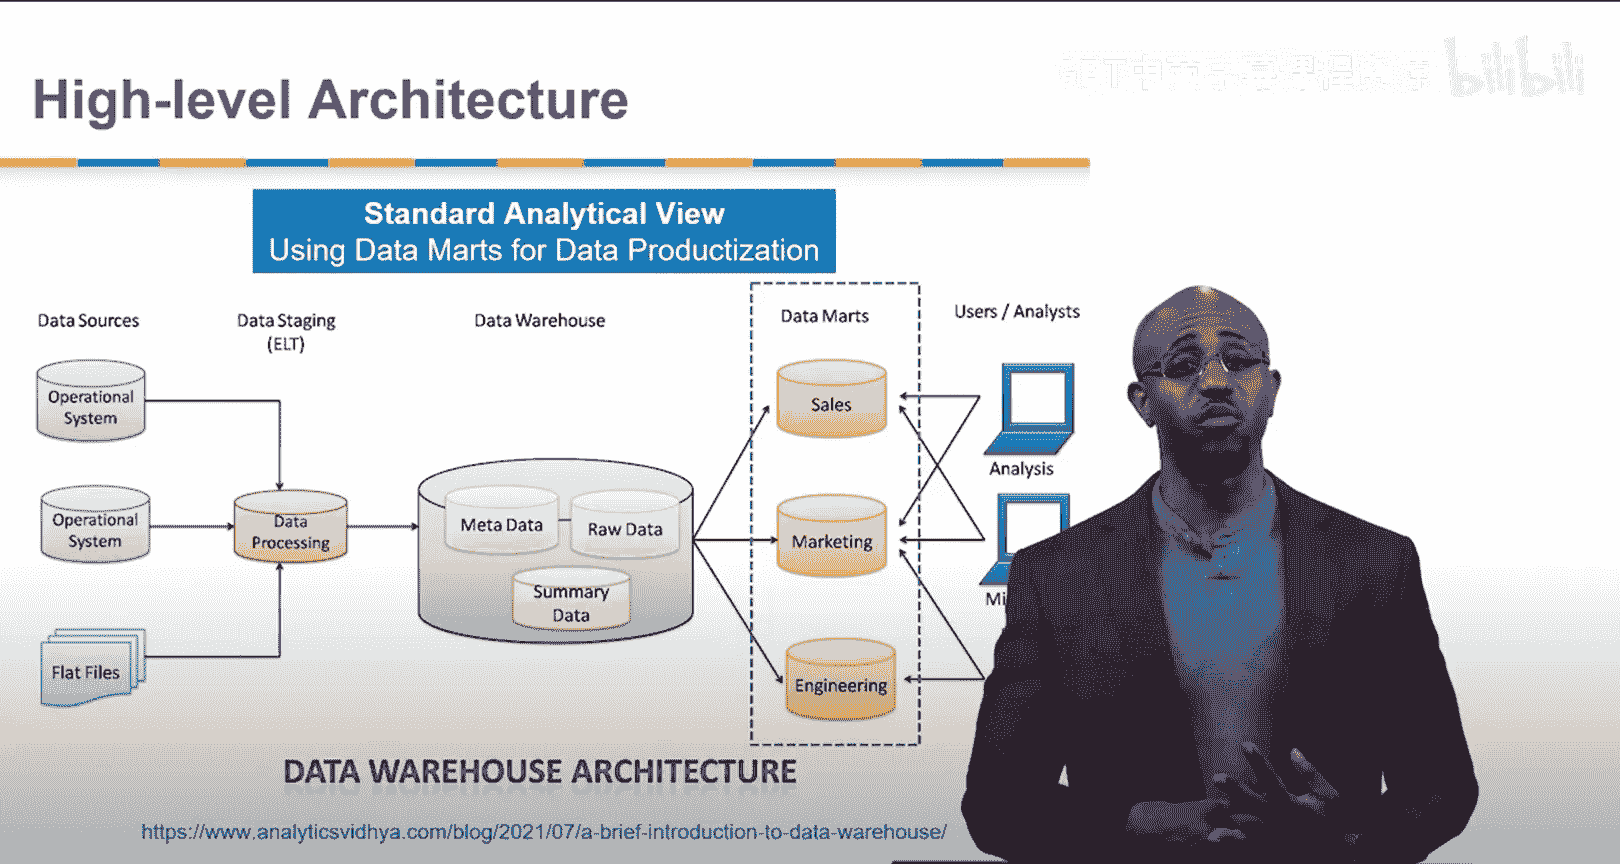 bilibili
High-level Architecture
Standard Analytical View
Using Data Marts for Data Productization
Data Sources
Data Staging
(ELT)
Data Warehouse
Data Marts
Users / Analysts
Operational
System
Sales
Analysis
Operational
System
Data
Processing
Meta Data
Raw Data
Marketing
Summary
Data
Mi
Flat Files
Engineering
DATA WAREHOUSE ARCHITECTURE
https://www.analyticsvidhya.com/blog/2021/07/a-brief-introduction-to-data-warehouse/